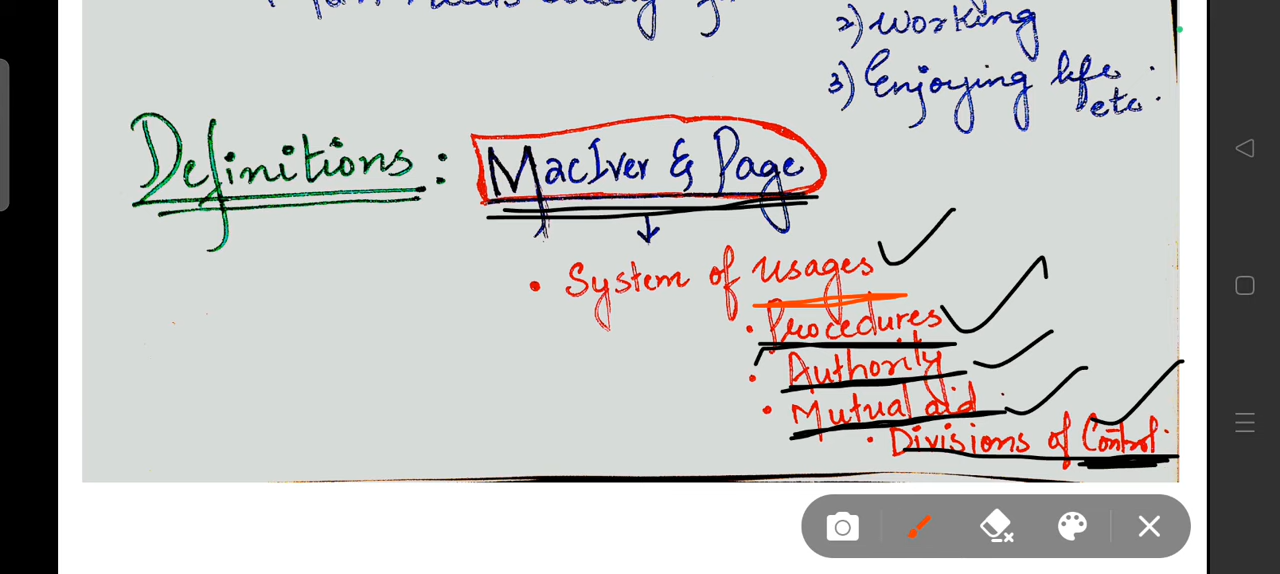 2) Working
3) Enjoying life
etc.
Definitions : MacIver & Page
• System of usages
• Procedures
• Authority
• Mutual aid
• Divisions of Control.